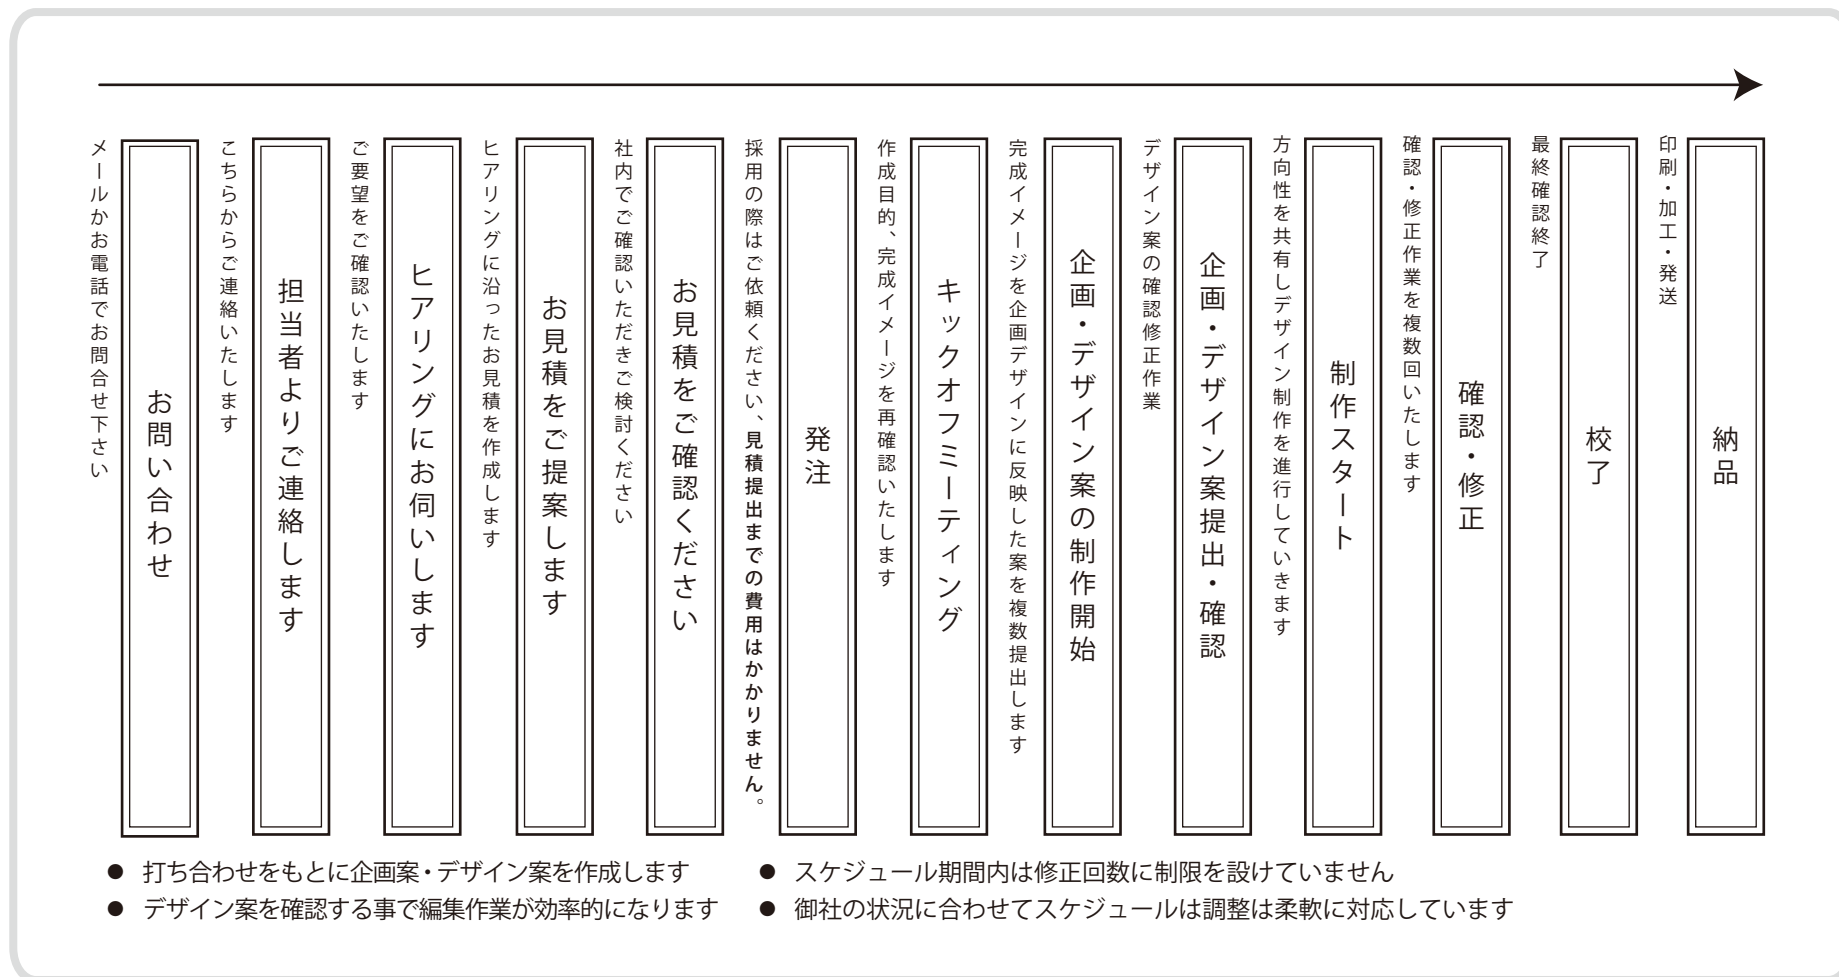 メールかお電話でお問合せ下さい
お問い合わせ
こちらからご連絡いたします
担当者よりご連絡します
ご要望をご確認いたします
ヒアリングにお伺いします
ヒアリングに沿ったお見積を作成します
お見積をご提案します
社内でご確認いただきご検討ください
お見積をご確認ください
採用の際はご依頼ください、見積提出までの費用はかかりません。
発注
作成目的、完成イメージを再確認いたします
キックオフミーティング
完成イメージを企画デザインに反映した案を複数提出します
企画・デザイン案の制作開始
デザイン案の確認修正作業
企画・デザイン案提出・確認
方向性を共有しデザイン制作を進行していきます
制作スタート
確認・修正作業を複数回いたします
確認・修正
最終確認終了
校了
印刷・加工・発送
納品
● 打ち合わせをもとに企画案・デザイン案を作成します
● デザイン案を確認する事で編集作業が効率的になります
● スケジュール期間内は修正回数に制限を設けていません
● 御社の状況に合わせてスケジュールは調整は柔軟に対応しています